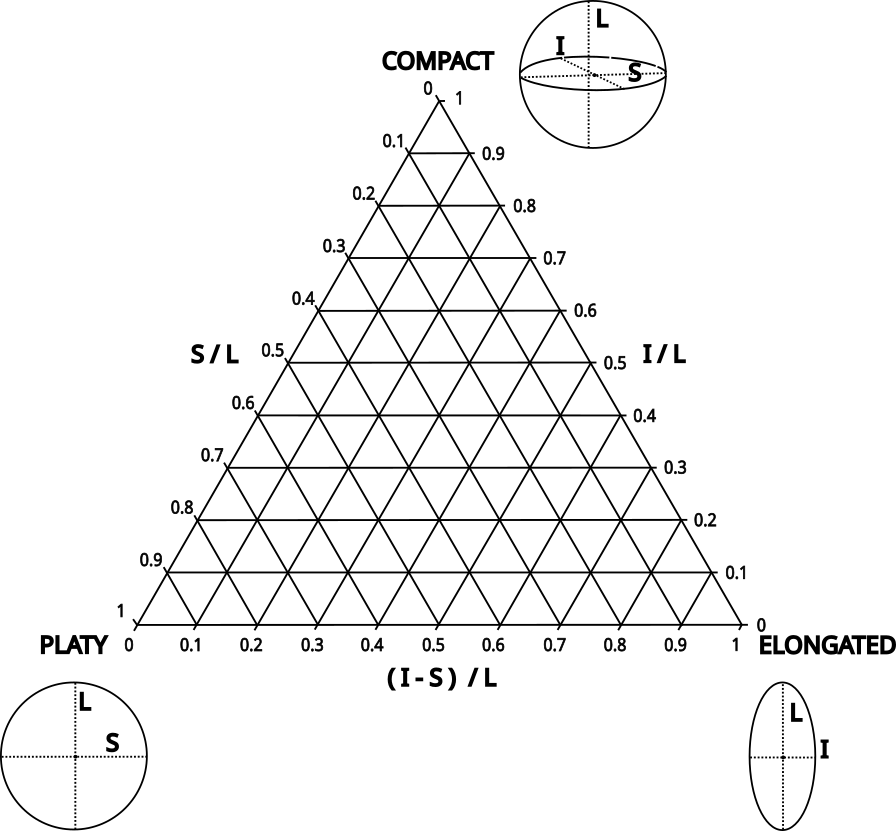 L
I
S
COMPACT
0 1
0.1 0.9
0.2 0.8
0.3 0.7
0.4 0.6
S/L 0.5 0.5 I/L
0.6 0.4
0.7 0.3
0.8 0.2
0.9 0.1
1 0
PLATY 0 0.1 0.2 0.3 0.4 0.5 0.6 0.7 0.8 0.9 1 ELONGATED
(I-S) /L
L
S
L
I